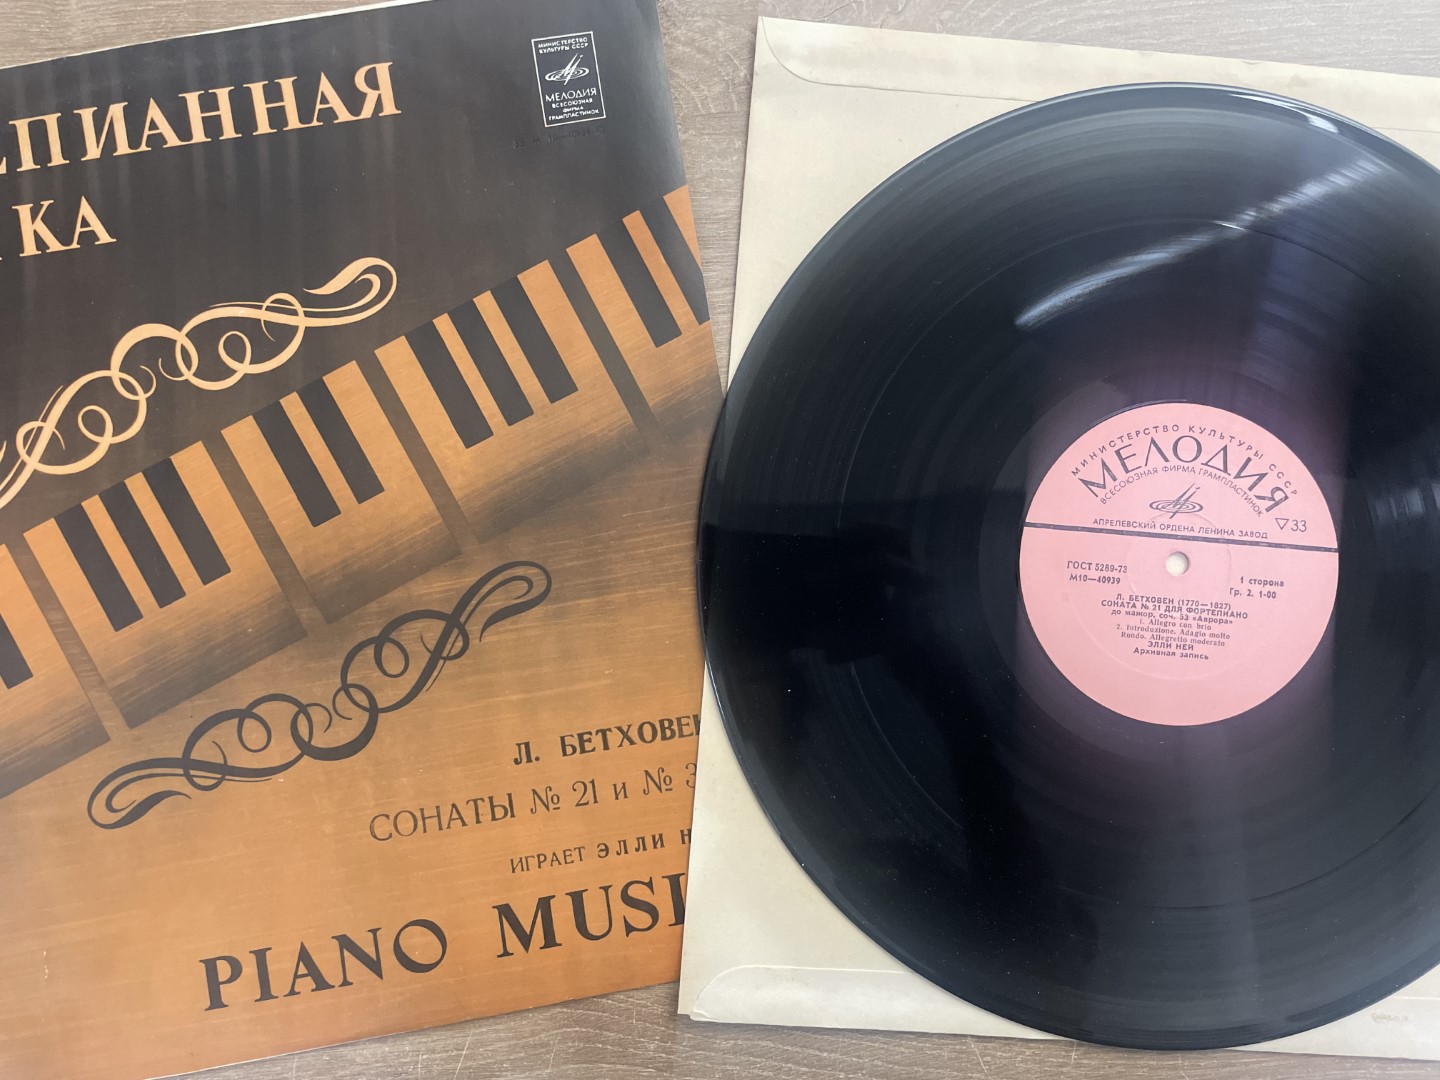 ПИАННАЯ
КА
МИНИСТЕРСТВО
КУЛЬТУРЫ СССР
МЕЛОДИЯ
ВСЕСОЮЗНАЯ
ФИРМА
ГРАМПЛАСТИНОК
Л. БЕТХОВЕН
СОНАТЫ № 21 и № 3
ИГРАЕТ ЭЛЛИ Н
PIANO MUSI
МИНИСТЕРСТВО КУЛЬТУРЫ СССР
МЕЛОДИЯ
ВСЕСОЮЗНАЯ ФИРМА ГРАМПЛАСТИНОК
▽33
АПРЕЛЕВСКИЙ ОРДЕНА ЛЕНИНА ЗАВОД
ГОСТ 5289-73
М10—40939
1 сторона
Гр. 2. 1-00
Л. БЕТХОВЕН (1770—1827)
СОНАТА № 21 ДЛЯ ФОРТЕПИАНО
до мажор, соч. 53 «Аврора»
1. Allegro con brio
2. Introduzione. Adagio molto
Rondo. Allegretto moderato
ЭЛЛИ НЕЙ
Архивная запись